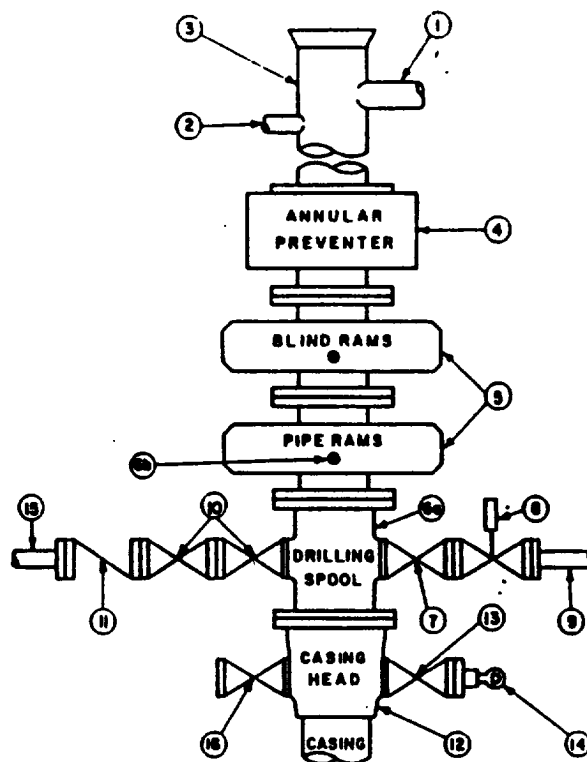 1
3
2
ANNULAR
PREVENTER
4
BLIND RAMS
5
PIPE RAMS
6b
6a
8
15
10
DRILLING
SPOOL
11
7
9
13
CASING
HEAD
16
12
14
CASING